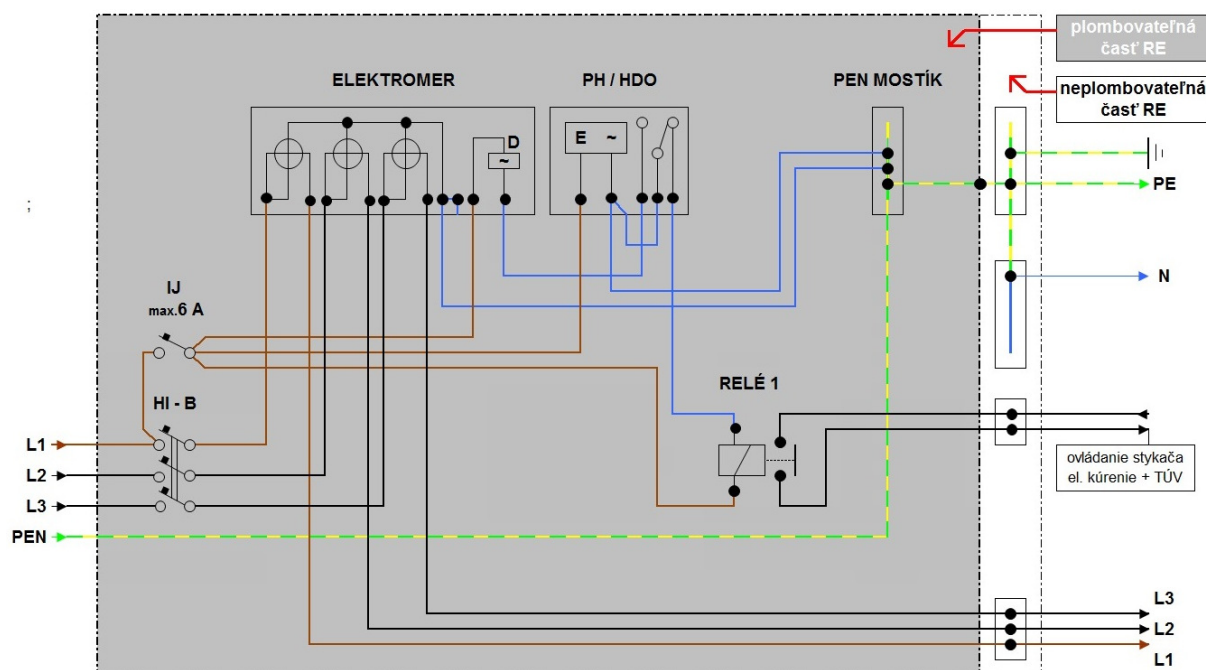 plombovateľná
časť RE
neplombovateľná
časť RE
ELEKTROMER
PH / HDO
PEN MOSTÍK
D
~
E ~
PE
;
N
IJ
max.6 A
RELÉ 1
HI - B
L1
L2
L3
PEN
ovládanie stykača
el. kúrenie + TÚV
L3
L2
L1